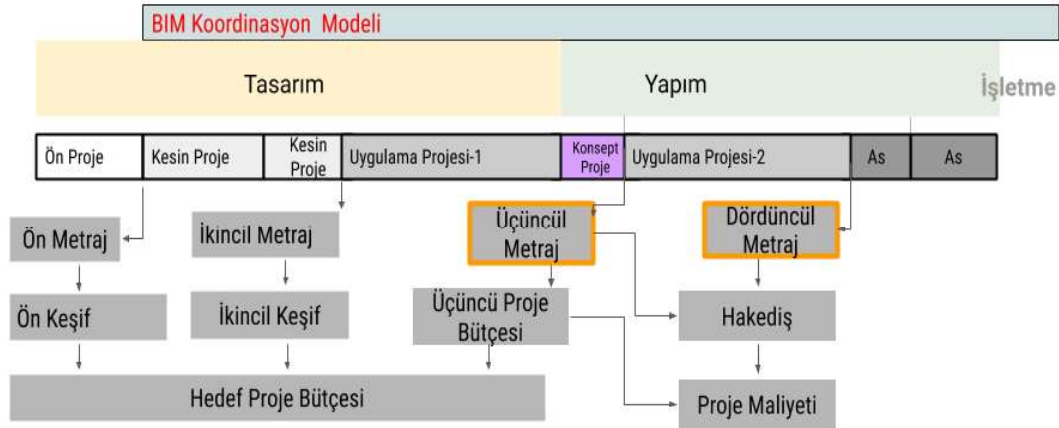 BIM Koordinasyon Modeli
Tasarım
Yapım
İşletme
Ön Proje
Kesin Proje
Kesin
Proje
Uygulama Projesi-1
Konsept
Proje
Uygulama Projesi-2
As
As
Ön Metraj
İkincil Metraj
Üçüncül
Metraj
Dördüncül
Metraj
Ön Keşif
İkincil Keşif
Üçüncü Proje
Bütçesi
Hakediş
Hedef Proje Bütçesi
Proje Maliyeti